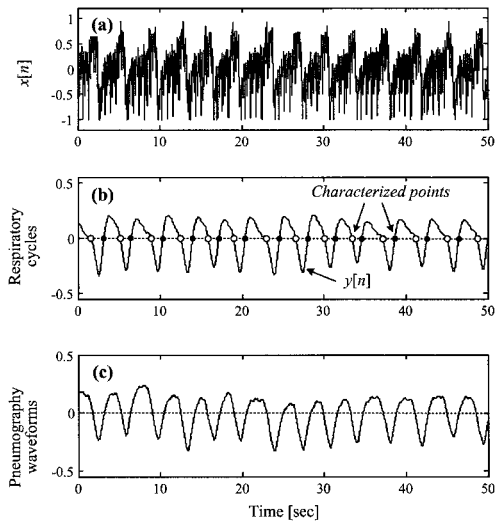 (a)
1
0.5
0
-0.5
-1
x[n]
0 10 20 30 40 50
(b)
Characterized points
0.5
0
-0.5
Respiratory
cycles
y[n]
0 10 20 30 40 50
(c)
0.5
0
-0.5
Pneumography
waveforms
0 10 20 30 40 50
Time [sec]